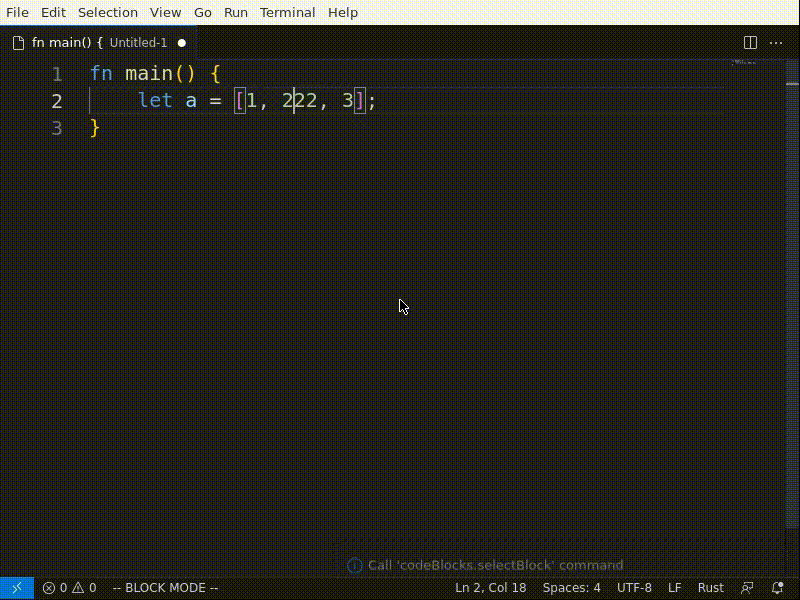 File Edit Selection View Go Run Terminal Help
fn main() { Untitled-1
1 fn main() {
2     let a = [1, 222, 3];
3 }
Call 'codeBlocks.selectBlock' command
0 0 -- BLOCK MODE -- Ln 2, Col 18 Spaces: 4 UTF-8 LF Rust